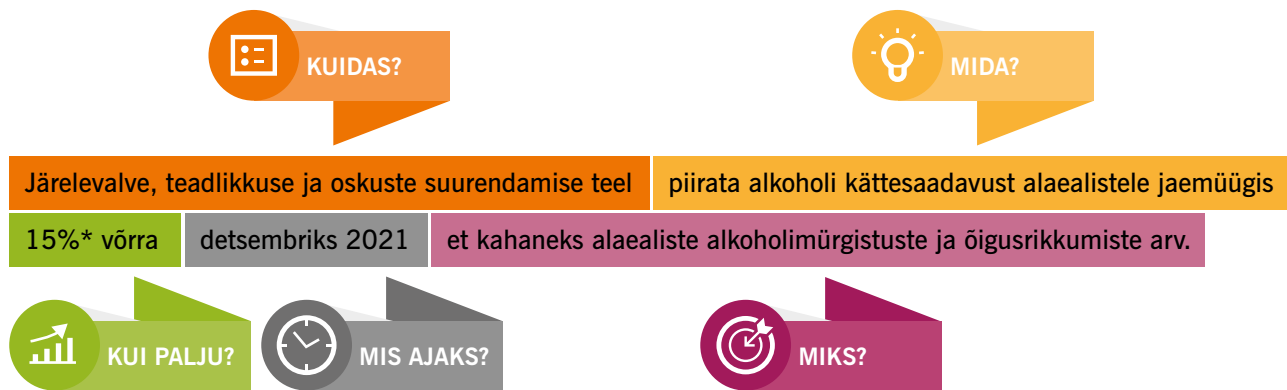 KUIDAS?
MIDA?
Järelevalve, teadlikkuse ja oskuste suurendamise teel
piirata alkoholi kättesaadavust alaealistele jaemüügis
15%* võrra
detsembriks 2021
et kahaneks alaealiste alkoholimürgistuste ja õigusrikkumiste arv.
KUI PALJU?
MIS AJAKS?
MIKS?